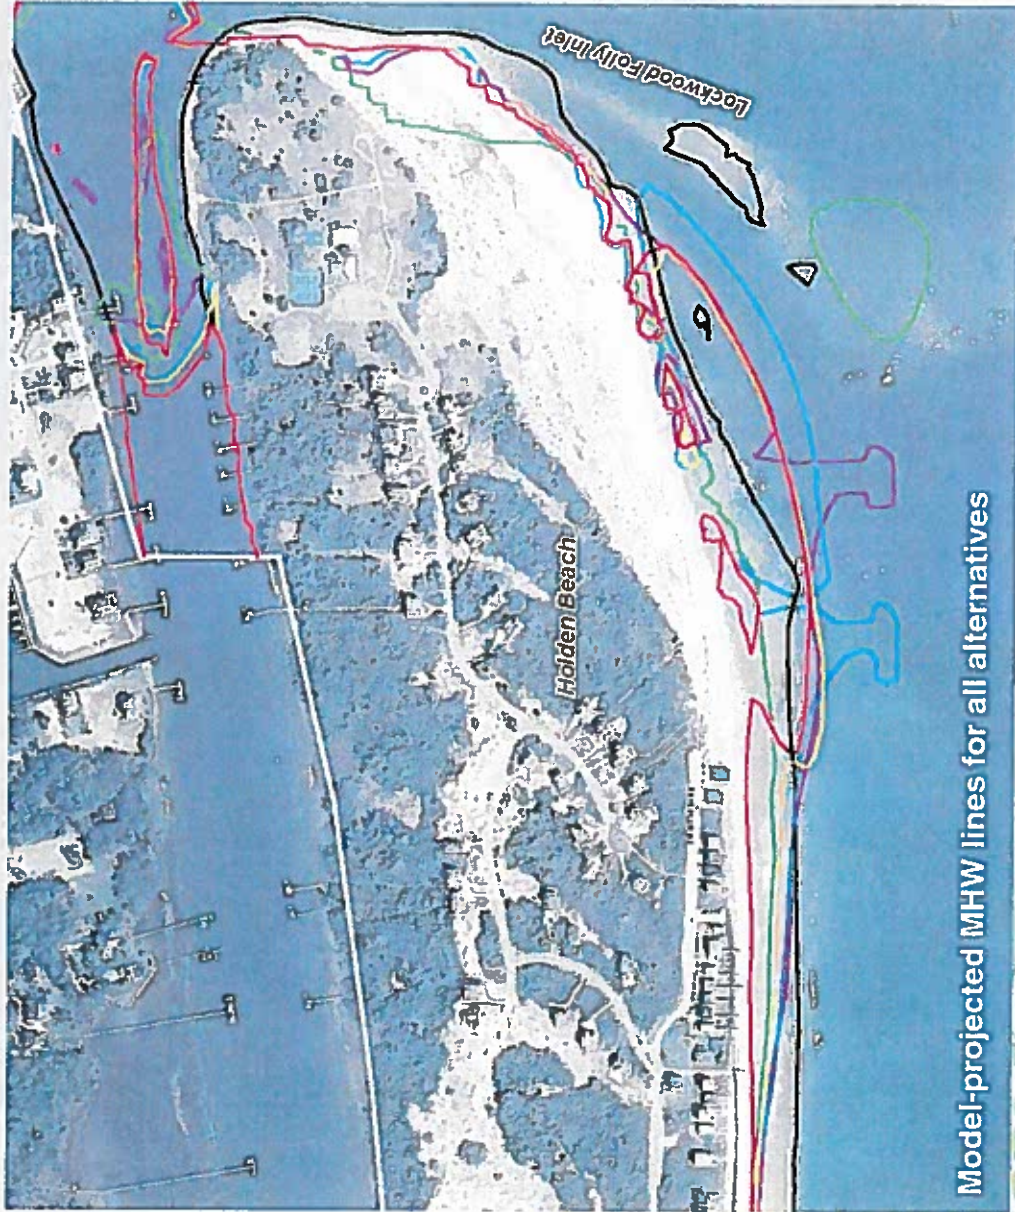 Lockwood Folly Inlet
Holden Beach
Model-projected MHW lines for all alternatives